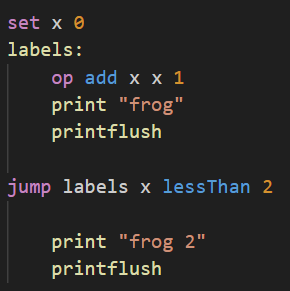 set x 0
labels:
    op add x x 1
    print "frog"
    printflush
jump labels x lessThan 2
    print "frog 2"
    printflush